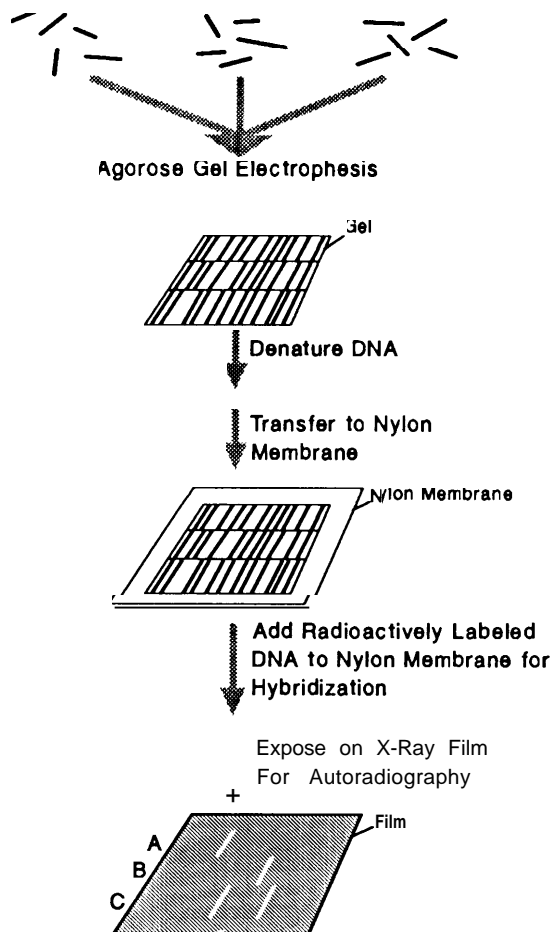 Agorose Gel Electrophesis
Gel
Denature DNA
Transfer to Nylon
Membrane
Nylon Membrane
Add Radioactively Labeled
DNA to Nylon Membrane for
Hybridization
Expose on X-Ray Film
For Autoradiography
+
Film
A
B
C